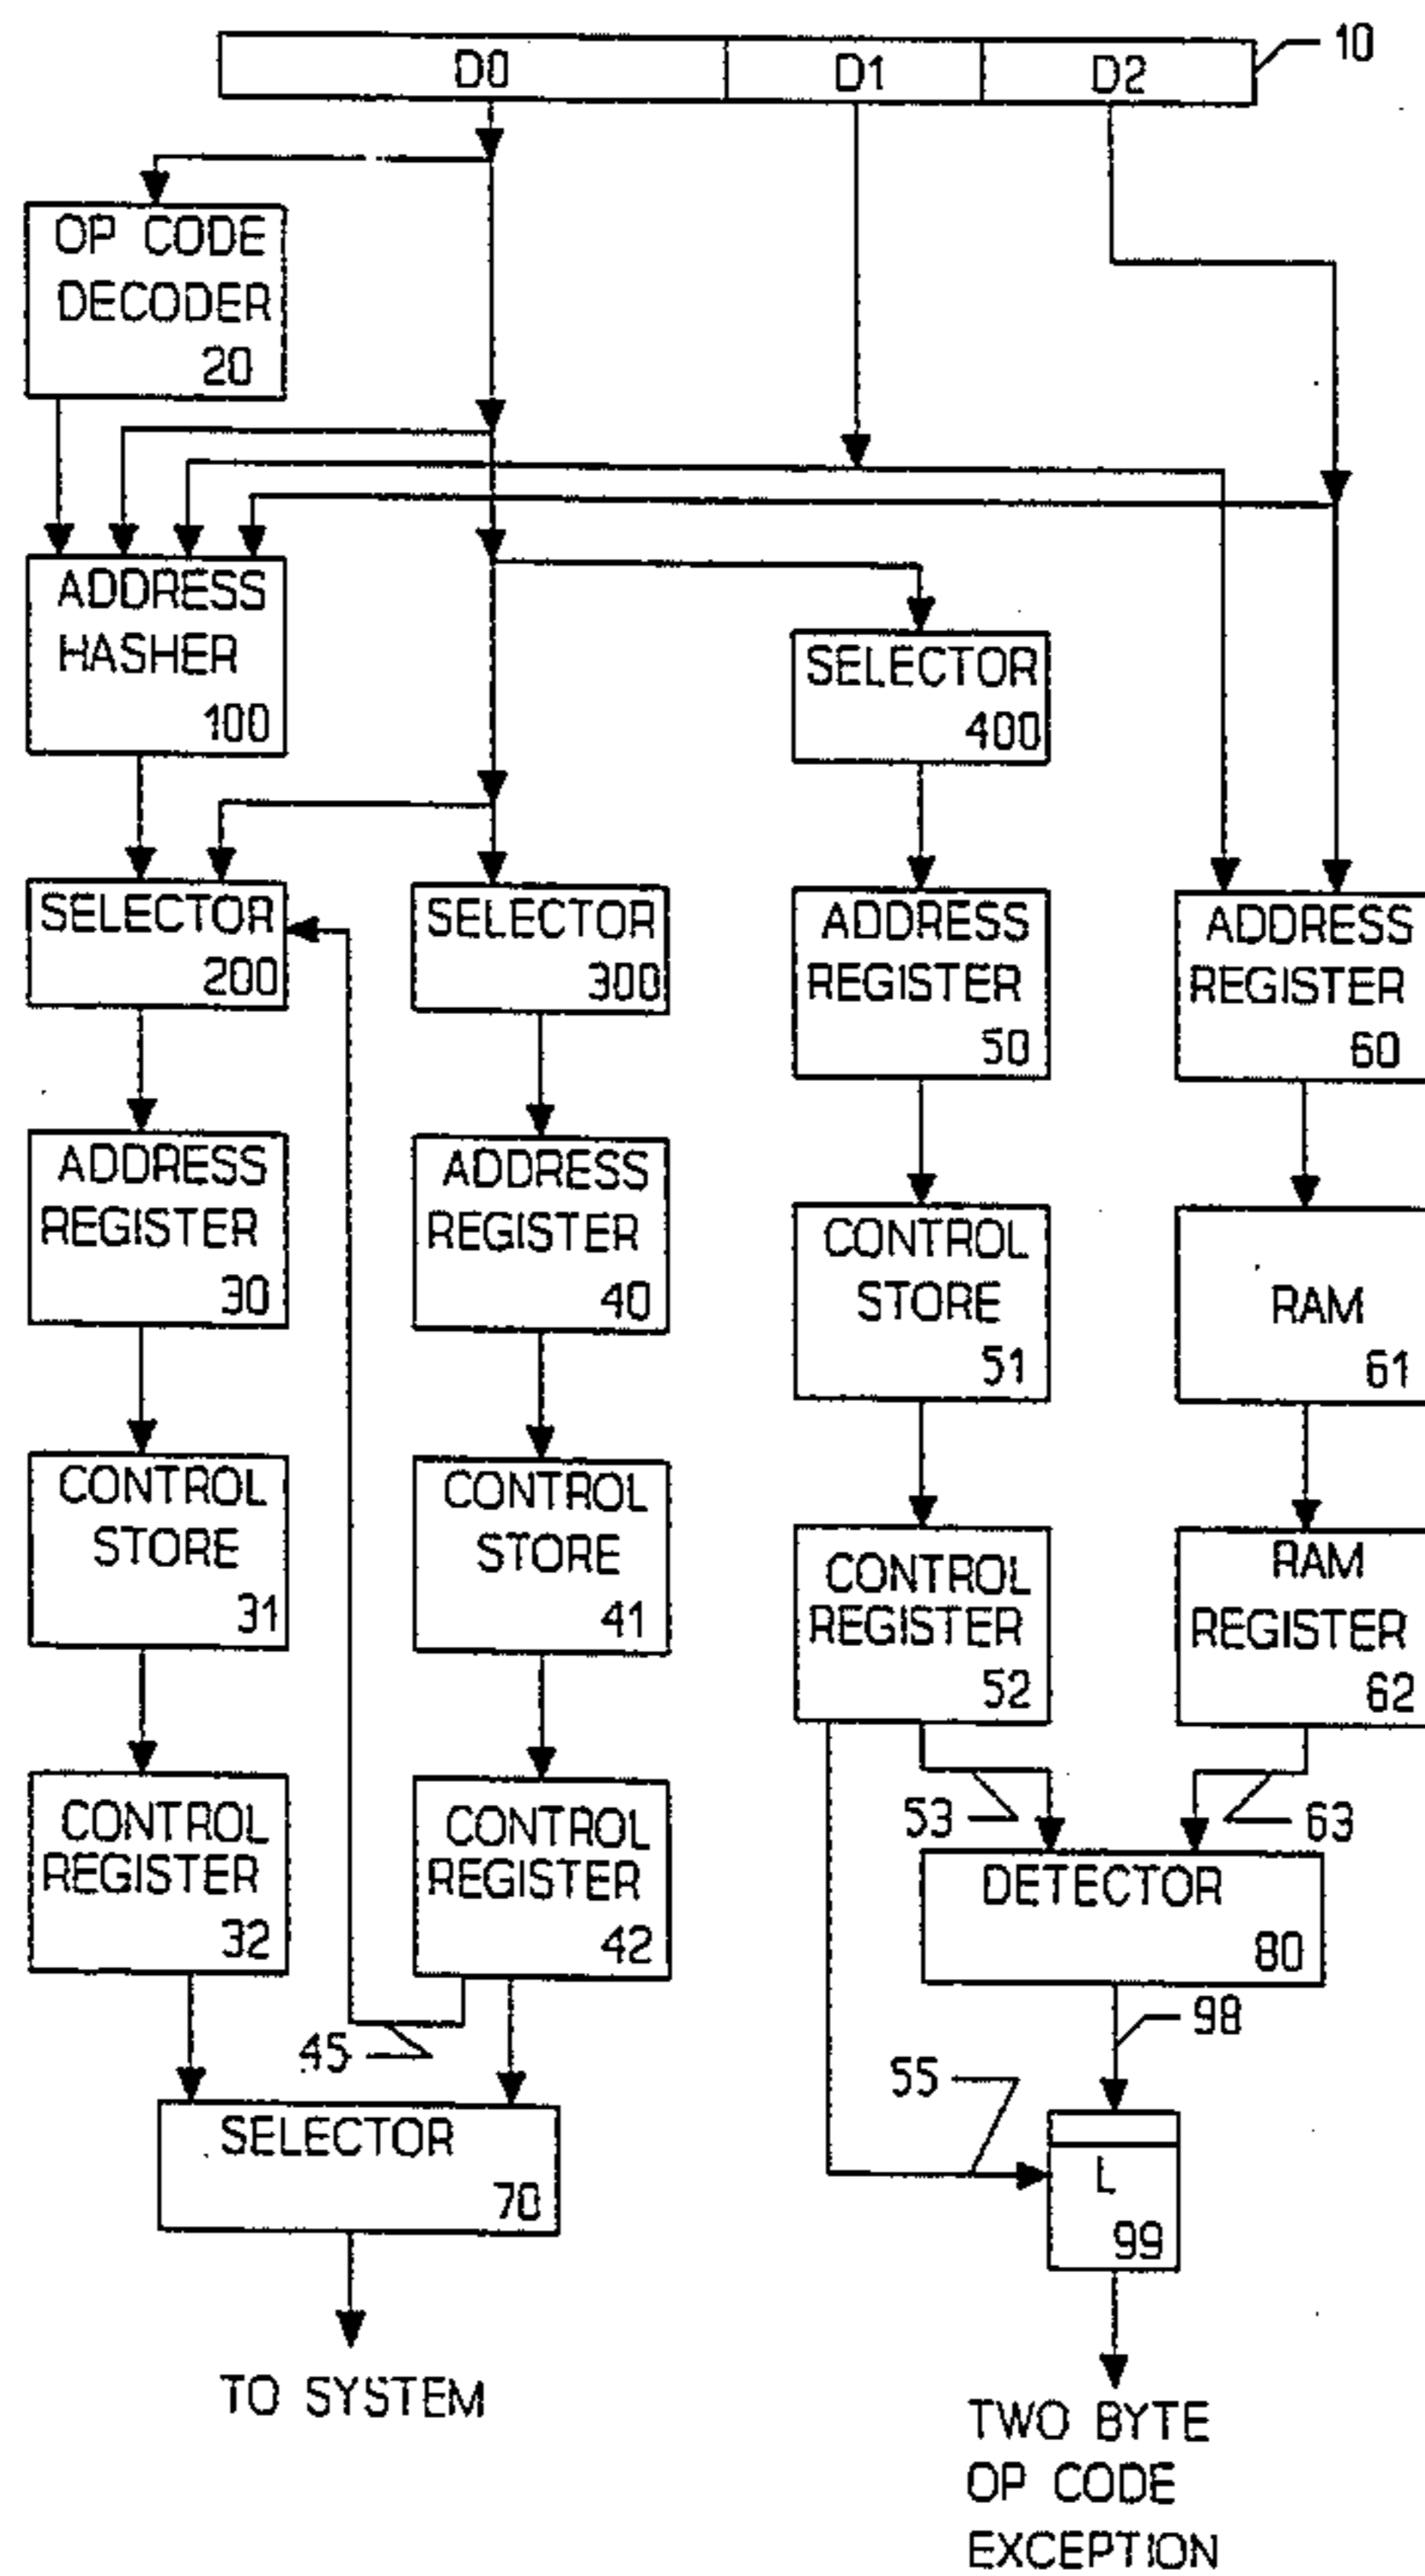 D0 D1 D2 10
OP CODE
DECODER
20
ADDRESS
HASHER
100
SELECTOR
400
SELECTOR
200
SELECTOR
300
ADDRESS
REGISTER
50
ADDRESS
REGISTER
60
ADDRESS
REGISTER
30
ADDRESS
REGISTER
40
CONTROL
STORE
51
RAM
61
CONTROL
STORE
31
CONTROL
STORE
41
CONTROL
REGISTER
52
RAM
REGISTER
62
53
63
CONTROL
REGISTER
32
CONTROL
REGISTER
42
DETECTOR
80
45
98
55
SELECTOR
70
L
99
TO SYSTEM
TWO BYTE
OP CODE
EXCEPTION